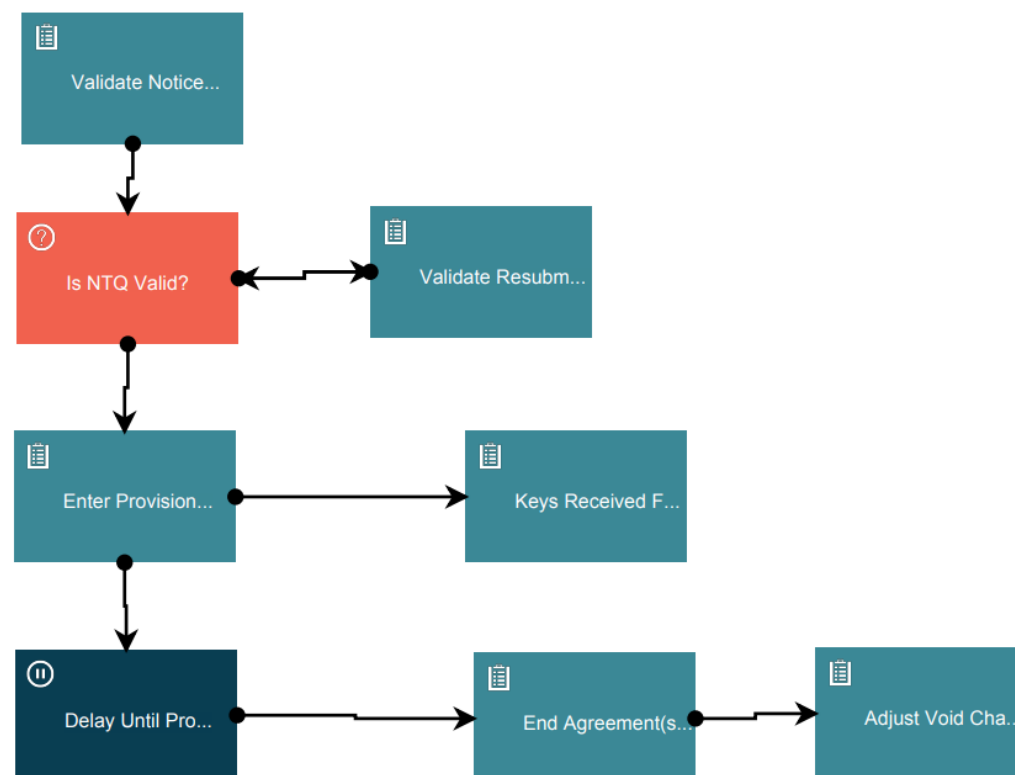 Validate Notice...
Is NTQ Valid?
Validate Resubm...
Enter Provision...
Keys Received F...
Delay Until Pro...
End Agreement(s...
Adjust Void Cha...